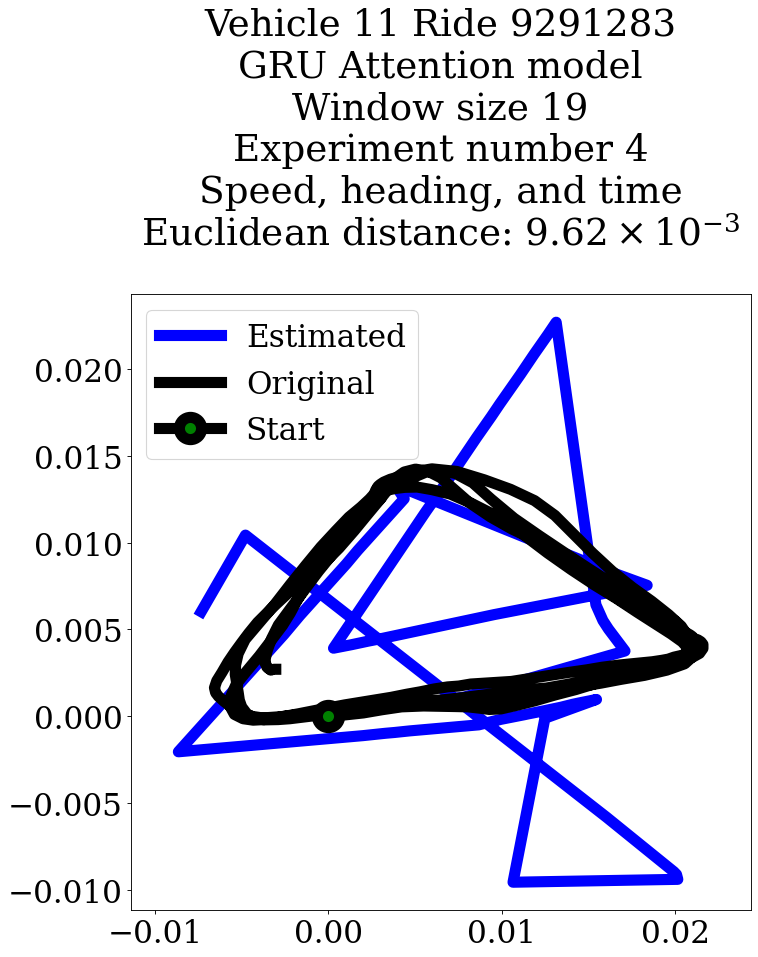 Vehicle 11 Ride 9291283
GRU Attention model
Window size 19
Experiment number 4
Speed, heading, and time
Euclidean distance: 9.62 × 10⁻³
Estimated
Original
Start
0.020
0.015
0.010
0.005
0.000
−0.005
−0.010
−0.01 0.00 0.01 0.02